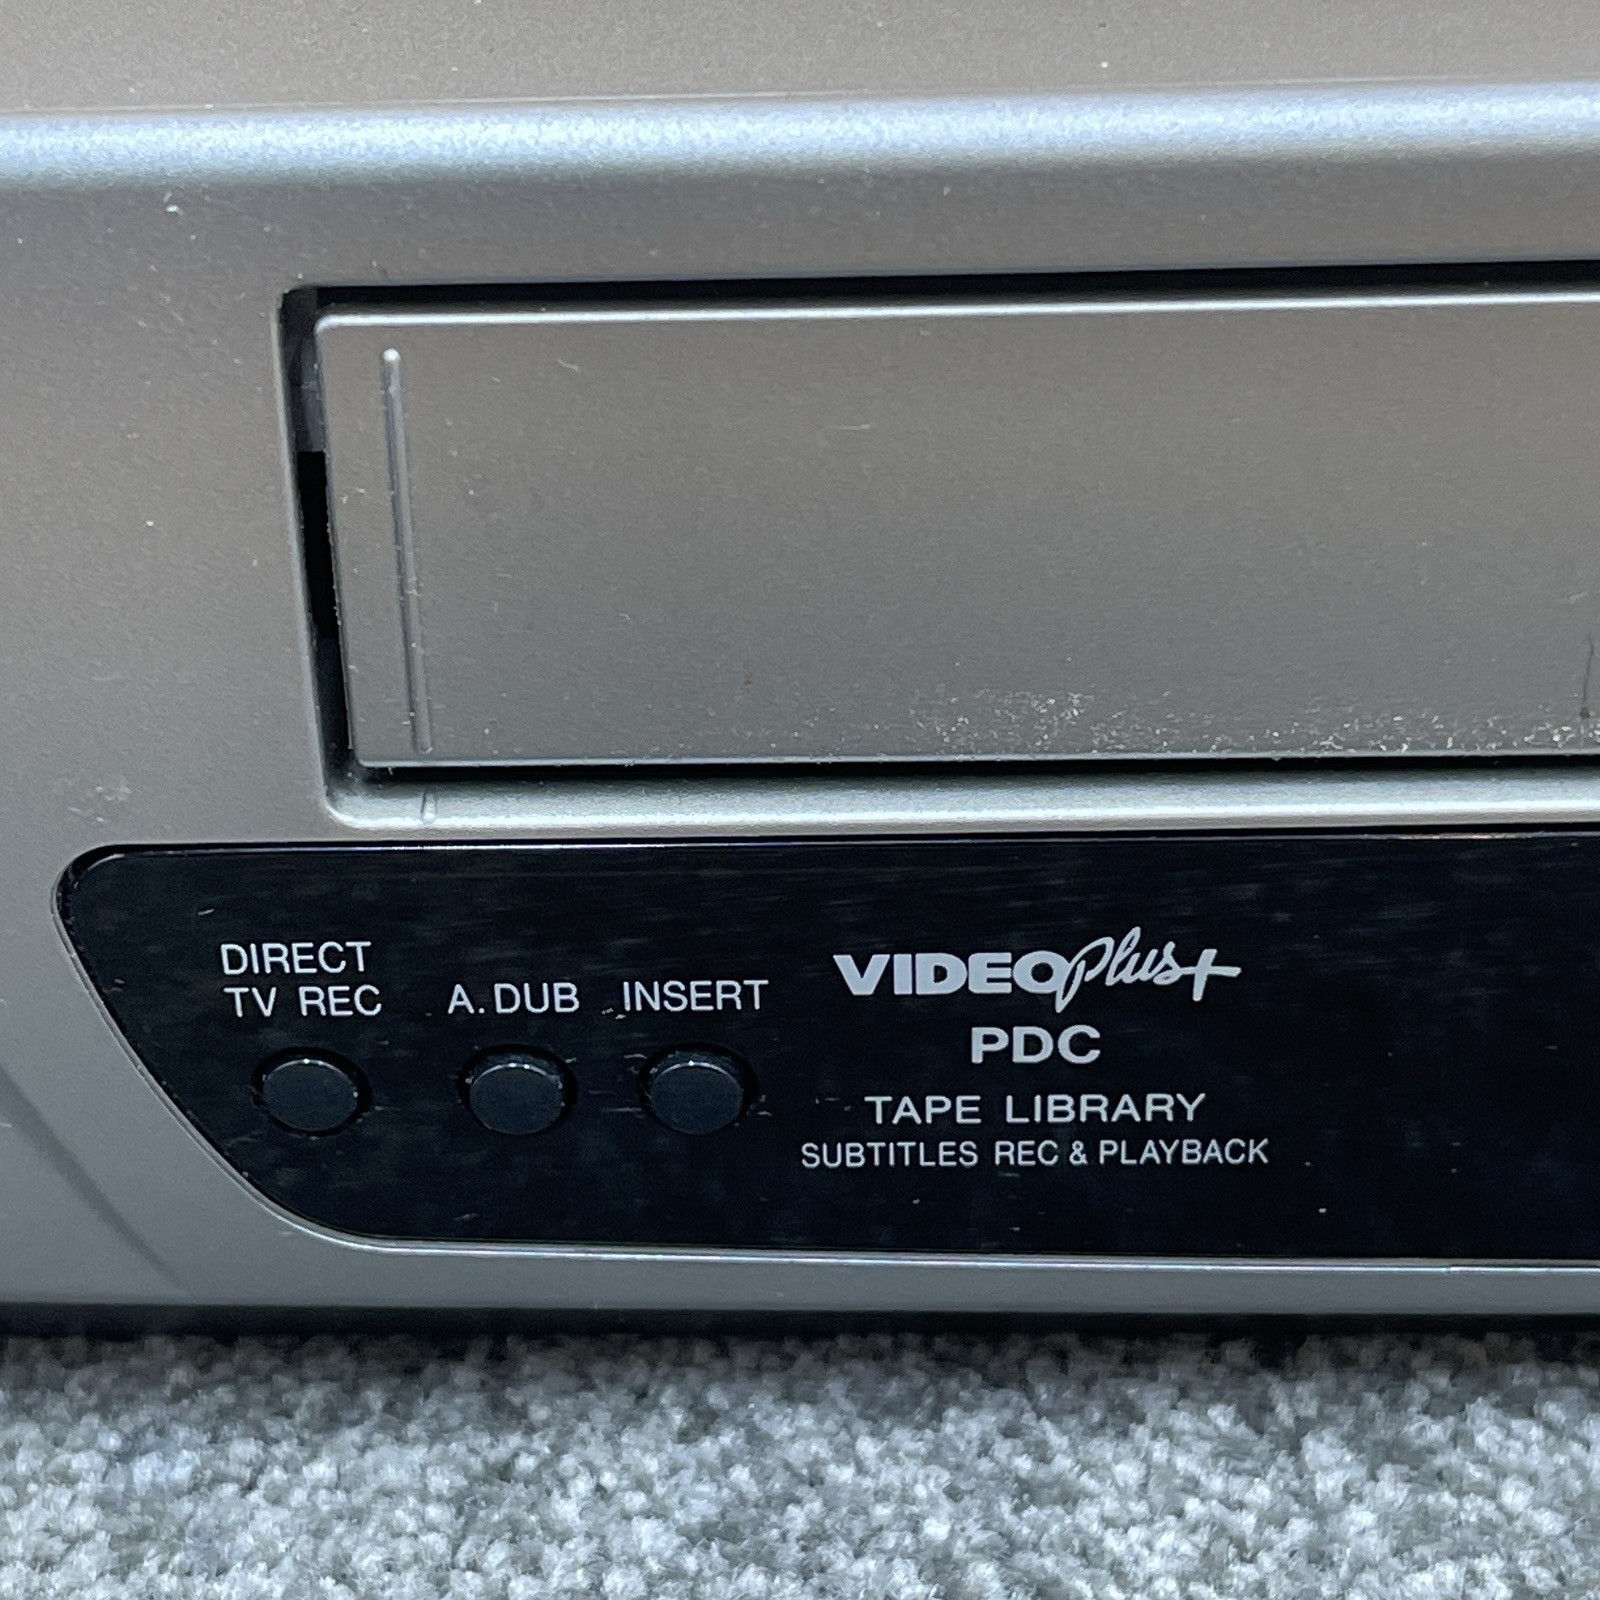 DIRECT
TV REC
A.DUB
INSERT
VIDEOPlus+
PDC
TAPE LIBRARY
SUBTITLES REC & PLAYBACK